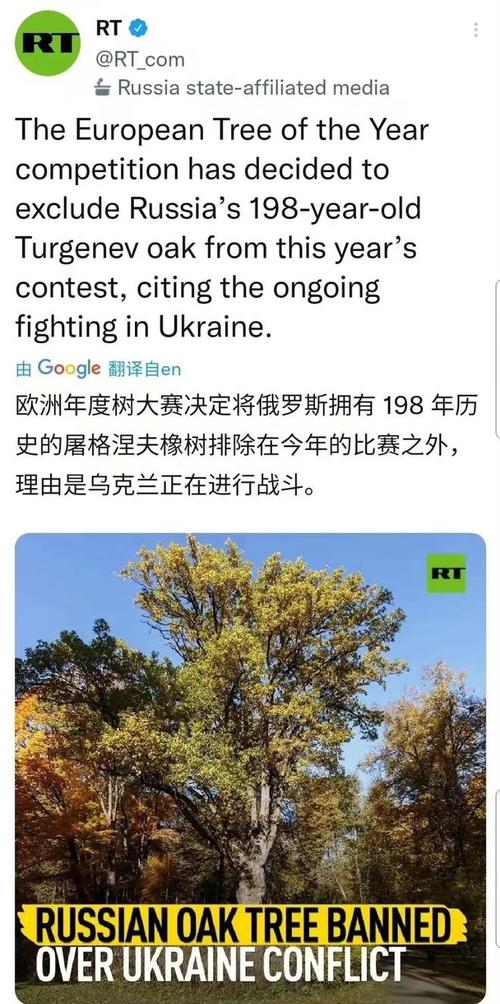 RT
RT
@RT_com
Russia state-affiliated media
The European Tree of the Year
competition has decided to
exclude Russia's 198-year-old
Turgenev oak from this year's
contest, citing the ongoing
fighting in Ukraine.
由 Google 翻译自en
欧洲年度树大赛决定将俄罗斯拥有 198 年历
史的屠格涅夫橡树排除在今年的比赛之外，
理由是乌克兰正在进行战斗。
RT
RUSSIAN OAK TREE BANNED
OVER UKRAINE CONFLICT